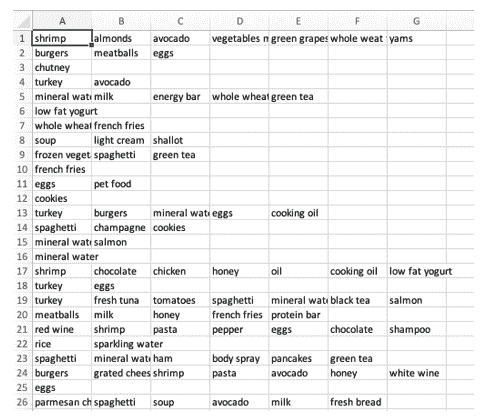 A B C D E F G
1 shrimp almonds avocado vegetables n green grapes whole weat yams
2 burgers meatballs eggs
3 chutney
4 turkey avocado
5 mineral wat milk energy bar whole wheat green tea
6 low fat yogurt
7 whole wheat french fries
8 soup light cream shallot
9 frozen veget spaghetti green tea
10 french fries
11 eggs pet food
12 cookies
13 turkey burgers mineral wate eggs cooking oil
14 spaghetti champagne cookies
15 mineral wate salmon
16 mineral water
17 shrimp chocolate chicken honey oil cooking oil low fat yogurt
18 turkey eggs
19 turkey fresh tuna tomatoes spaghetti mineral wate black tea salmon
20 meatballs milk honey french fries protein bar
21 red wine shrimp pasta pepper eggs chocolate shampoo
22 rice sparkling water
23 spaghetti mineral wate ham body spray pancakes green tea
24 burgers grated chees shrimp pasta avocado honey white wine
25 eggs
26 parmesan ch spaghetti soup avocado milk fresh bread